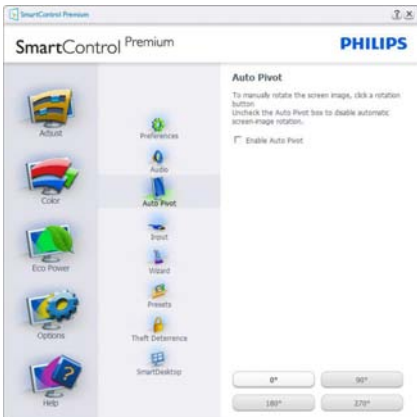 SmartControl Premium
SmartControl Premium
PHILIPS
Adjust
Color
Eco Power
Options
Help
Preferences
Audio
Auto Pivot
Input
Wizard
Presets
Theft Deterrence
SmartDesktop
Auto Pivot
To manually rotate the screen image, click a rotation
button
Uncheck the Auto Pivot box to disable automatic
screen-image rotation.
Enable Auto Pivot
0°
90°
180°
270°